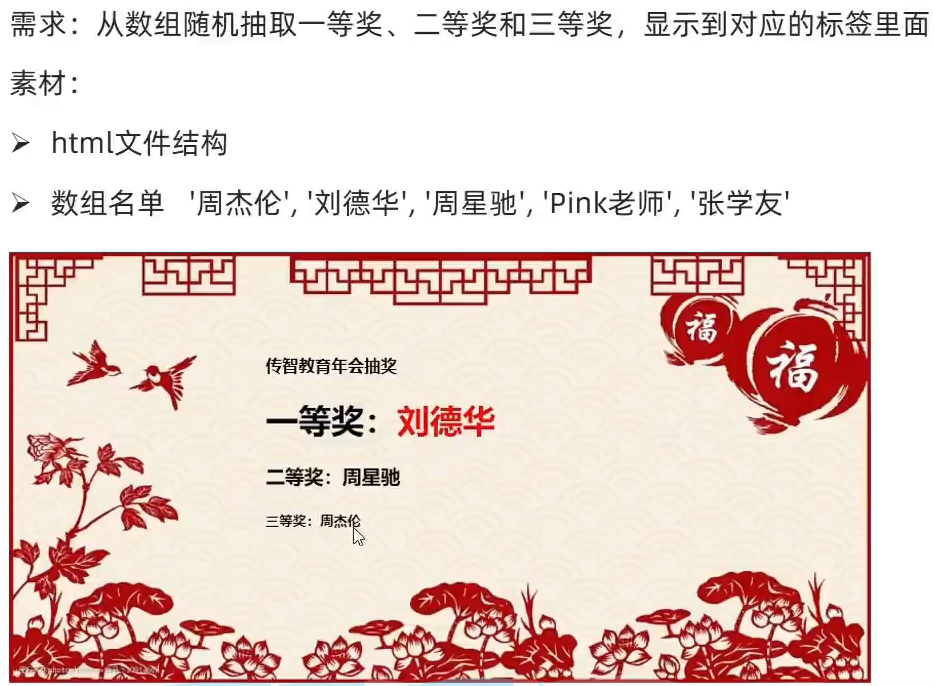 需求：从数组随机抽取一等奖、二等奖和三等奖，显示到对应的标签里面
素材：
html文件结构
数组名单 '周杰伦', '刘德华', '周星驰', 'Pink老师', '张学友'
福
福
传智教育年会抽奖
一等奖：刘德华
二等奖：周星驰
三等奖：周杰伦